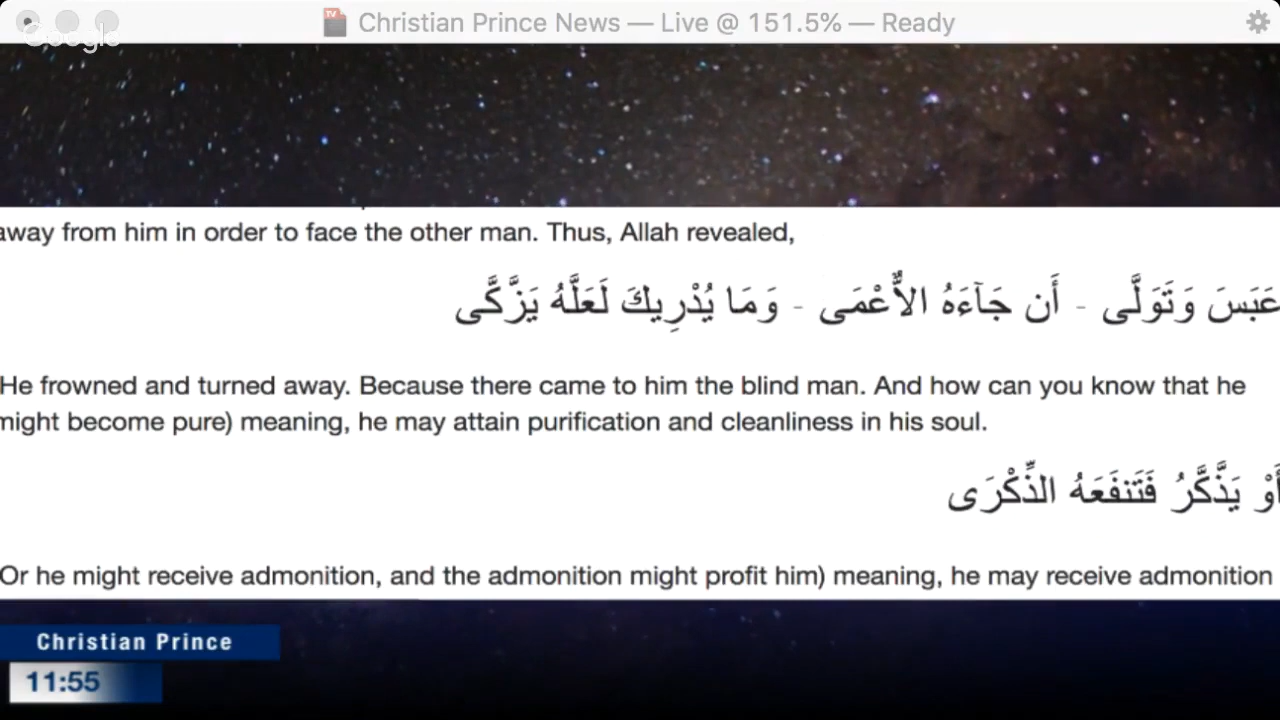 Christian Prince News — Live @ 151.5% — Ready
Google
away from him in order to face the other man. Thus, Allah revealed,
عَبَسَ وَتَوَلَّى - أَن جَآءَهُ الاٌّعْمَى - وَمَا يُدْرِيكَ لَعَلَّهُ يَزَّكَّى
He frowned and turned away. Because there came to him the blind man. And how can you know that he
might become pure) meaning, he may attain purification and cleanliness in his soul.
أَوْ يَذَّكَّرُ فَتَنفَعَهُ الذِّكْرَى
Or he might receive admonition, and the admonition might profit him) meaning, he may receive admonition
Christian Prince
11:55